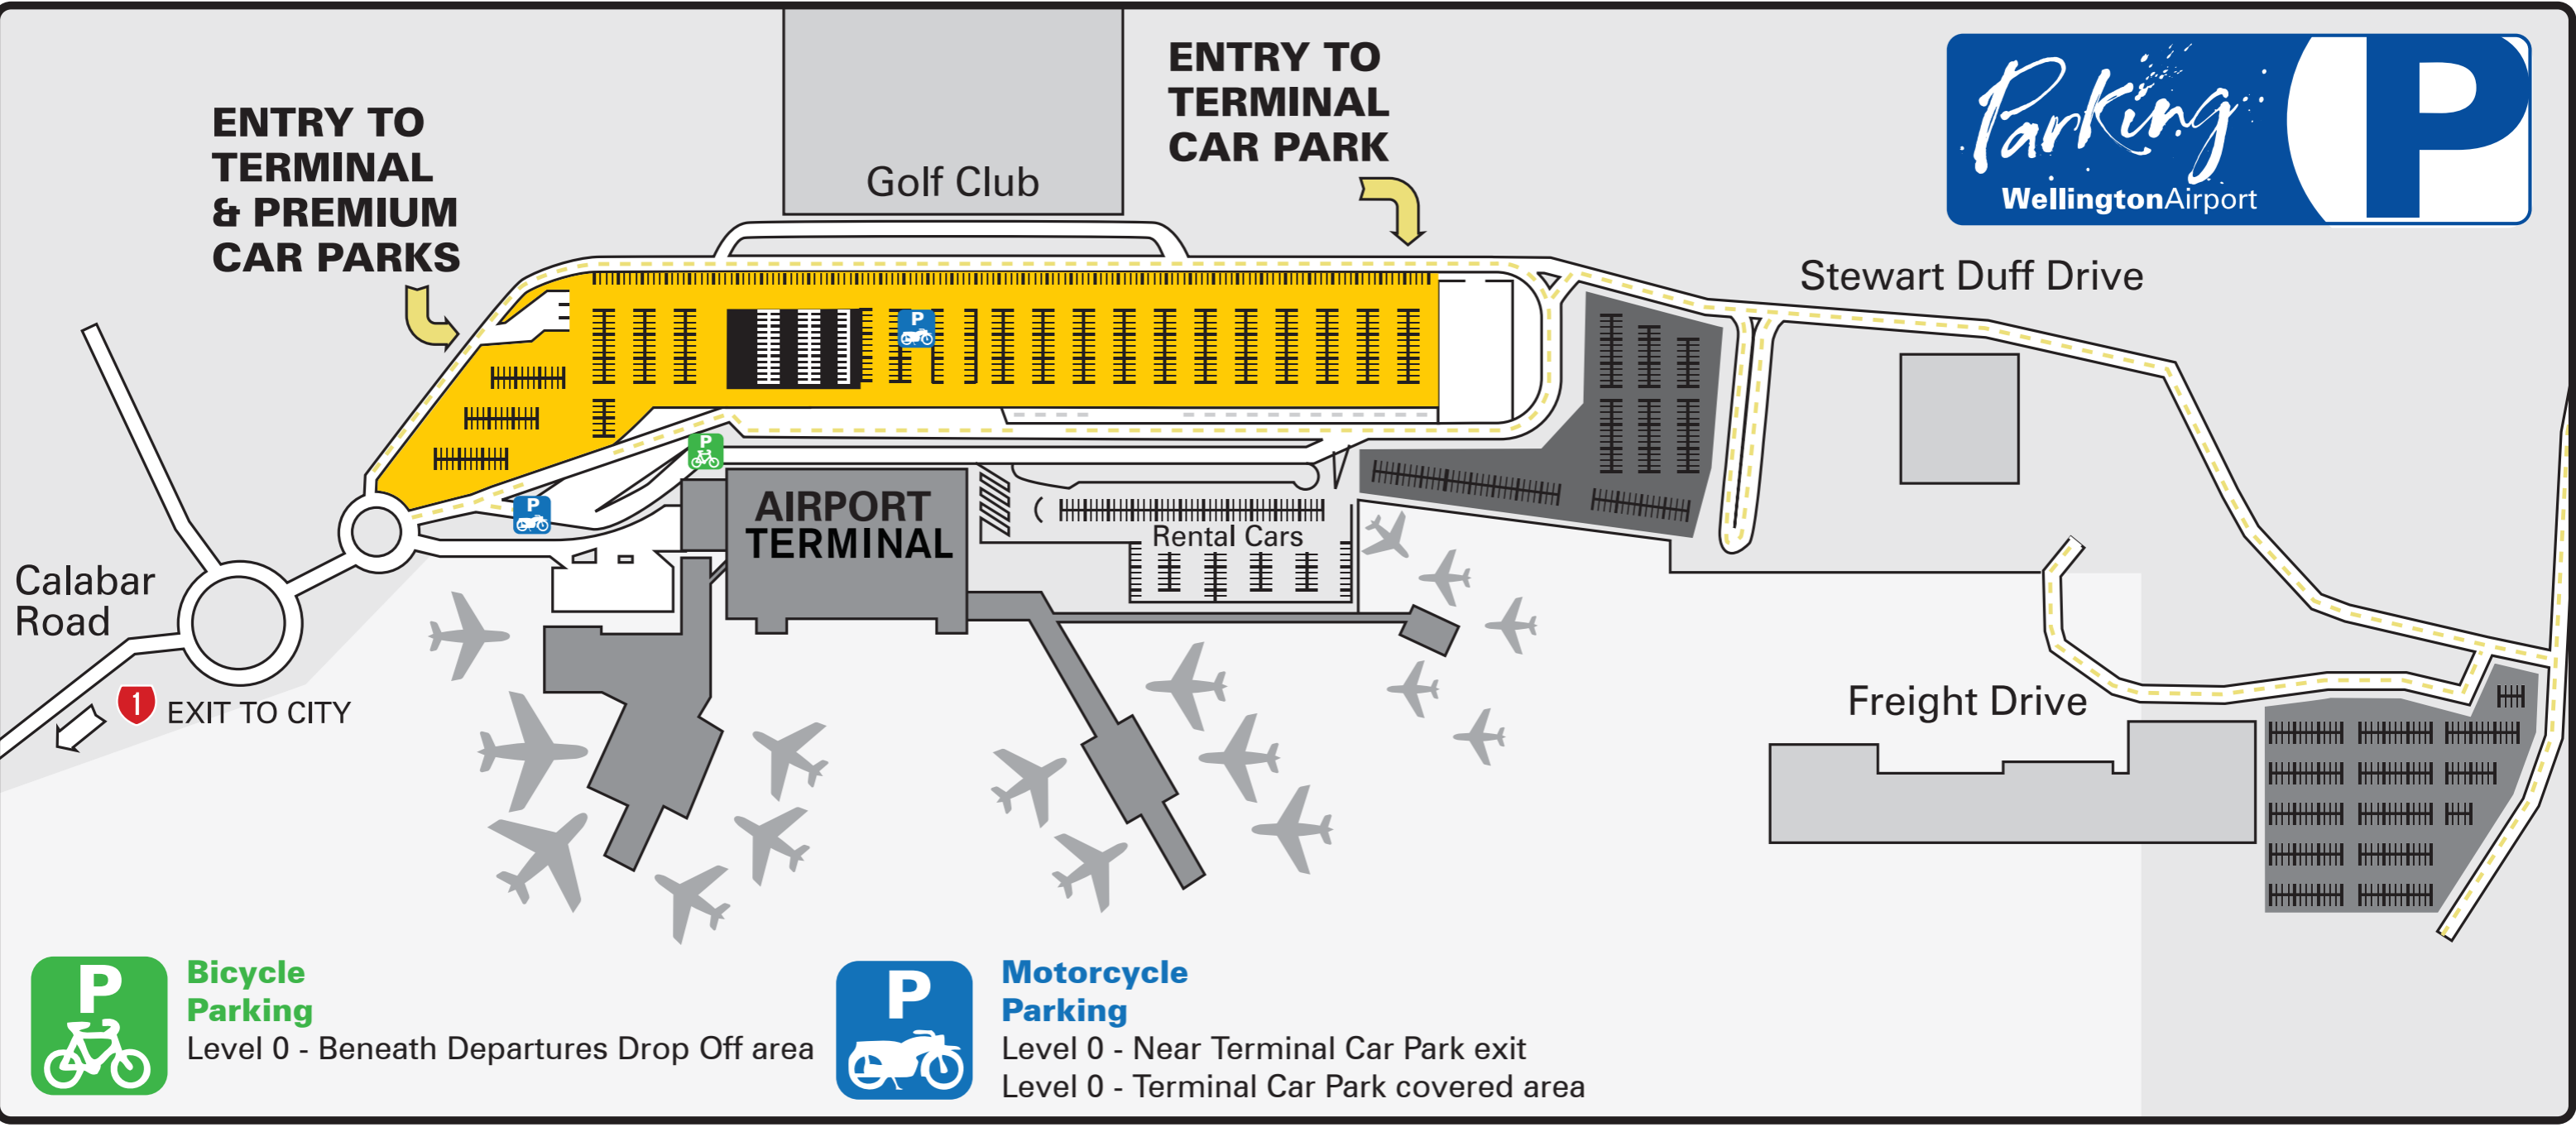 ENTRY TO
TERMINAL
& PREMIUM
CAR PARKS
Golf Club
ENTRY TO
TERMINAL
CAR PARK
Parking
WellingtonAirport
P
Stewart Duff Drive
P
P
P
AIRPORT
TERMINAL
Rental Cars
Calabar
Road
1
EXIT TO CITY
Freight Drive
P
Bicycle
Parking
Level 0 - Beneath Departures Drop Off area
P
Motorcycle
Parking
Level 0 - Near Terminal Car Park exit
Level 0 - Terminal Car Park covered area